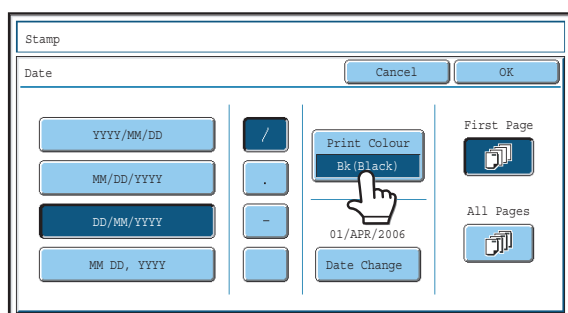 Stamp
Date
Cancel
OK
YYYY/MM/DD
MM/DD/YYYY
DD/MM/YYYY
MM DD, YYYY
/
.
-
Print Colour
Bk(Black)
01/APR/2006
Date Change
First Page
All Pages